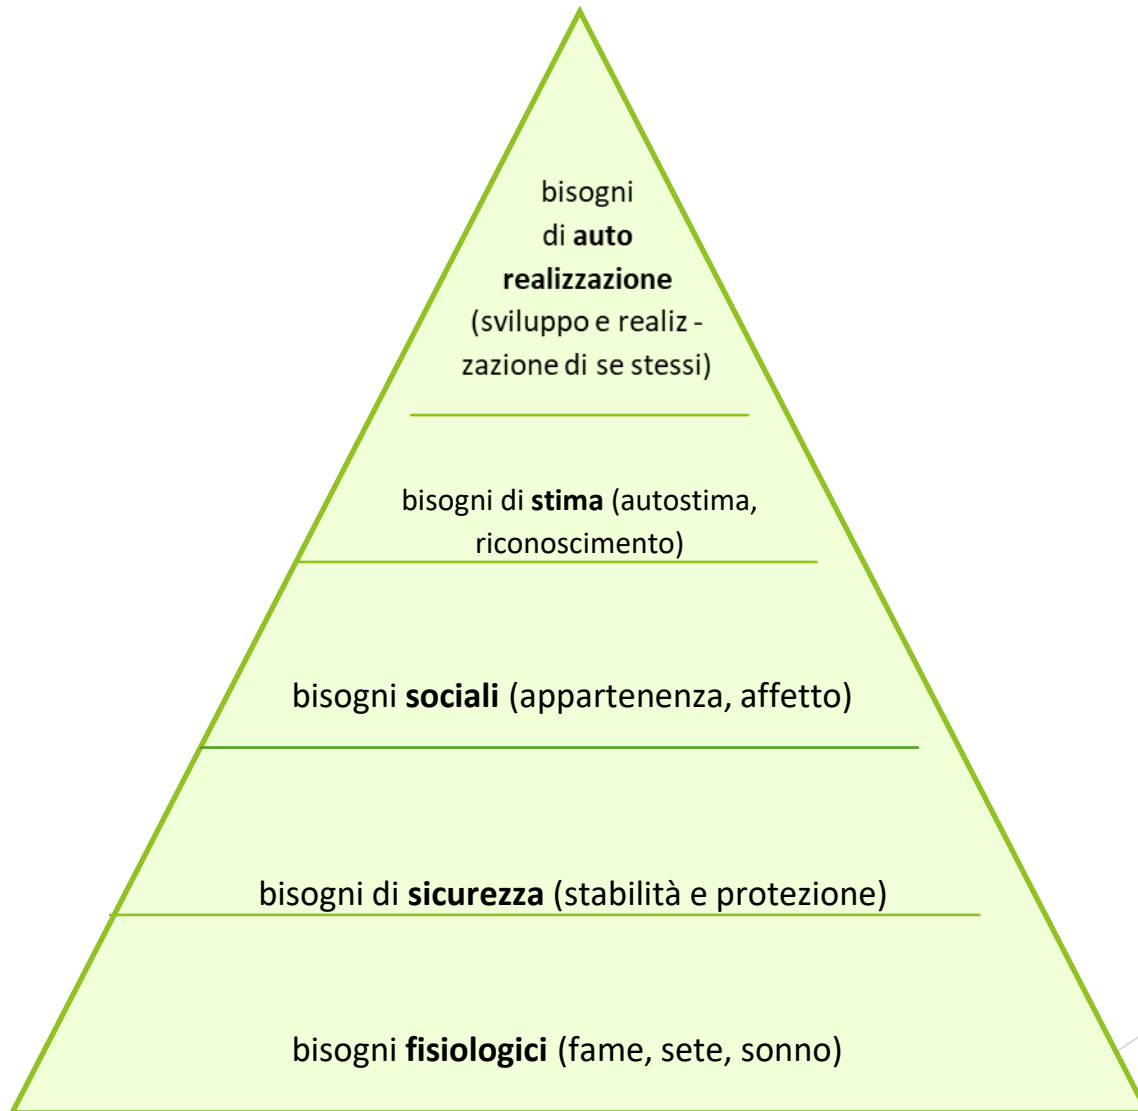 bisogni
di auto
realizzazione
(sviluppo e realiz -
zazione di se stessi)
bisogni di stima (autostima,
riconoscimento)
bisogni sociali (appartenenza, affetto)
bisogni di sicurezza (stabilità e protezione)
bisogni fisiologici (fame, sete, sonno)